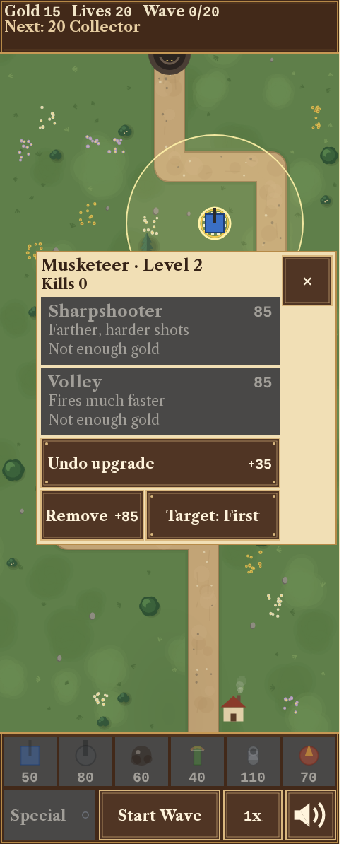 Gold 15 Lives 20 Wave 0/20
Next: 20 Collector
Musketeer · Level 2
Kills 0
×
Sharpshooter 85
Farther, harder shots
Not enough gold
Volley 85
Fires much faster
Not enough gold
Undo upgrade +35
Remove +85
Target: First
50 80 60 40 110 70
Special
Start Wave
1x